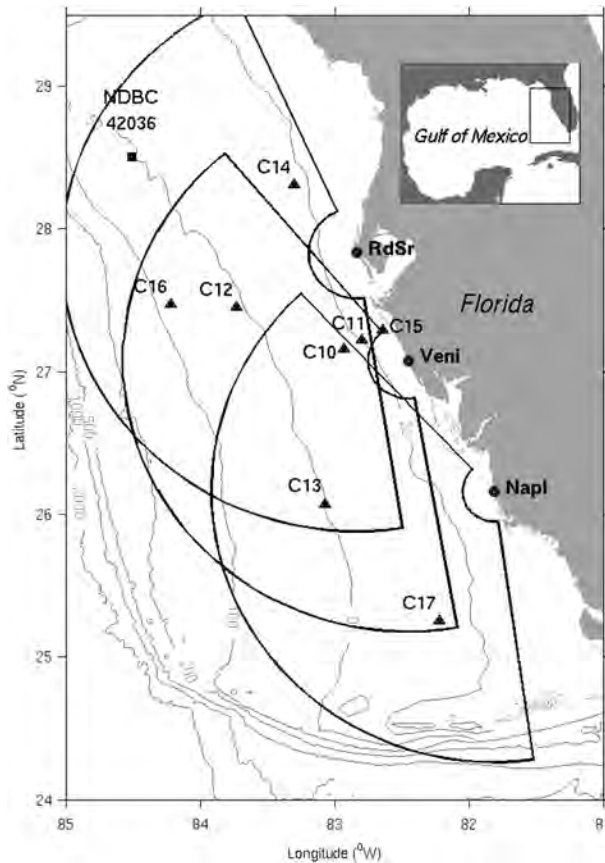 29
28
27
26
25
24
Latitude (°N)
NDBC
42036
C14
Gulf of Mexico
RdSr
C16
C12
Florida
C11
C15
C10
Veni
C13
Napl
C17
85
84
83
82
8
Longitude (°W)